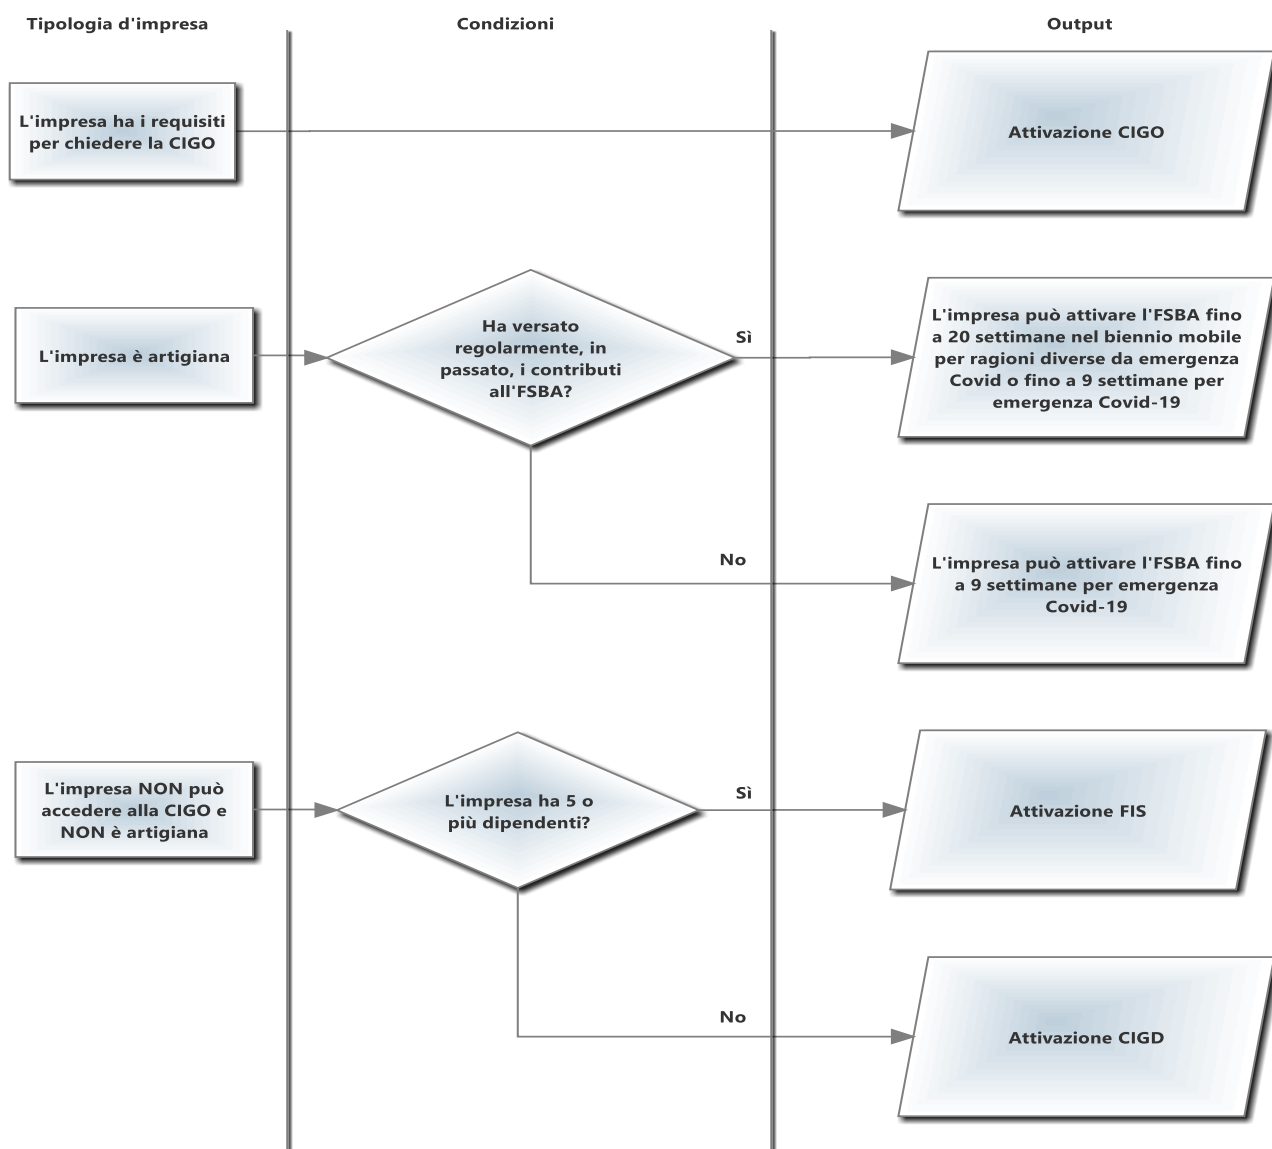 Tipologia d'impresa
Condizioni
Output
L'impresa ha i requisiti
per chiedere la CIGO
Attivazione CIGO
L'impresa è artigiana
Ha versato
regolarmente, in
passato, i contributi
all'FSBA?
Sì
L'impresa può attivare l'FSBA fino
a 20 settimane nel biennio mobile
per ragioni diverse da emergenza
Covid o fino a 9 settimane per
emergenza Covid-19
No
L'impresa può attivare l'FSBA fino
a 9 settimane per emergenza
Covid-19
L'impresa NON può
accedere alla CIGO e
NON è artigiana
L'impresa ha 5 o
più dipendenti?
Sì
Attivazione FIS
No
Attivazione CIGD